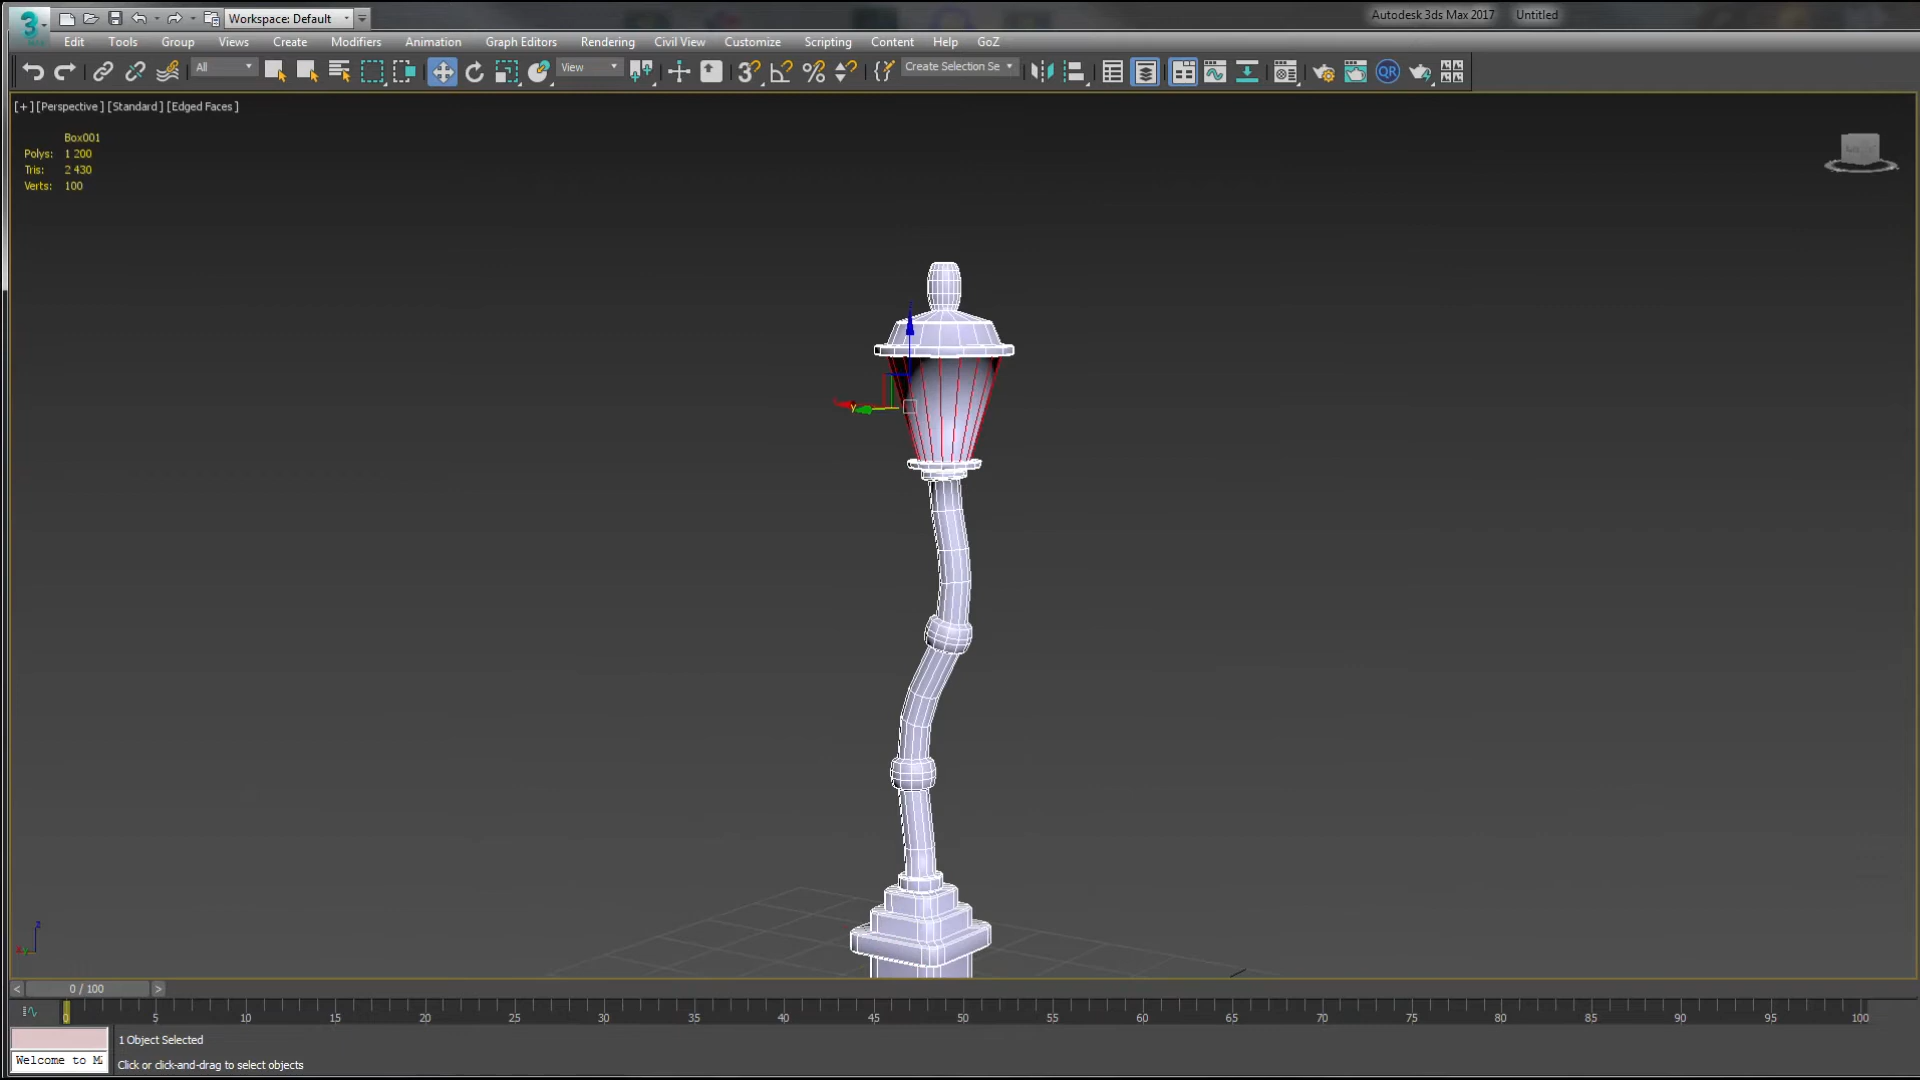 Workspace: Default
Autodesk 3ds Max 2017 Untitled
Edit Tools Group Views Create Modifiers Animation Graph Editors Rendering Civil View Customize Scripting Content Help GoZ
All View Create Selection Se QR
[+] [Perspective ] [Standard ] [Edged Faces ]
Box001
Polys: 1 200
Tris: 2 430
Verts: 100
z
y
z
< 0 / 100 >
0 5 10 15 20 25 30 35 40 45 50 55 60 65 70 75 80 85 90 95 100
1 Object Selected
Welcome to M
Click or click-and-drag to select objects